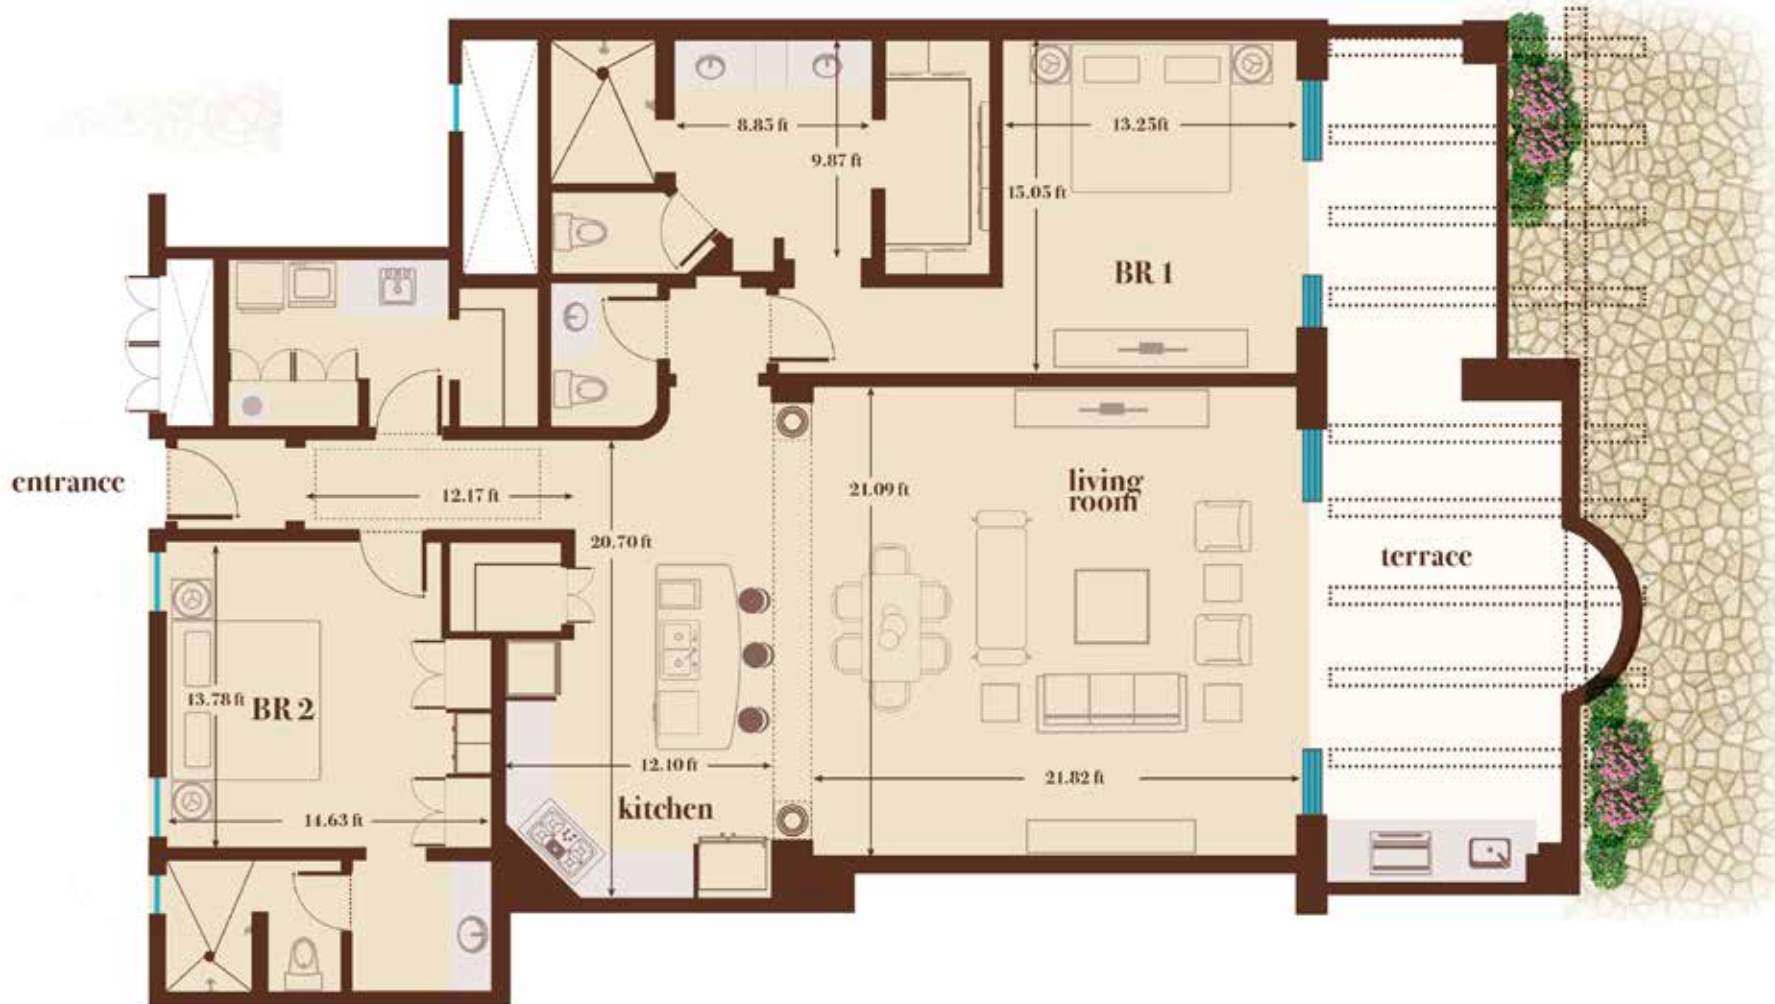 8.85 ft
9.87 ft
13.25ft
15.05 ft
BR 1
entrance
12.17 ft
20.70 ft
21.09 ft
living
room
terrace
13.78 ft
BR 2
14.63 ft
12.10 ft
kitchen
21.82 ft